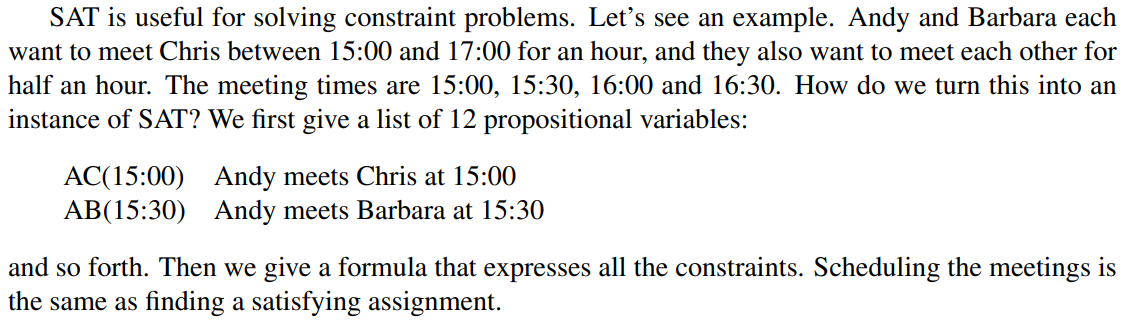 SAT is useful for solving constraint problems. Let’s see an example. Andy and Barbara each
want to meet Chris between 15:00 and 17:00 for an hour, and they also want to meet each other for
half an hour. The meeting times are 15:00, 15:30, 16:00 and 16:30. How do we turn this into an
instance of SAT? We first give a list of 12 propositional variables:
AC(15:00) Andy meets Chris at 15:00
AB(15:30) Andy meets Barbara at 15:30
and so forth. Then we give a formula that expresses all the constraints. Scheduling the meetings is
the same as finding a satisfying assignment.